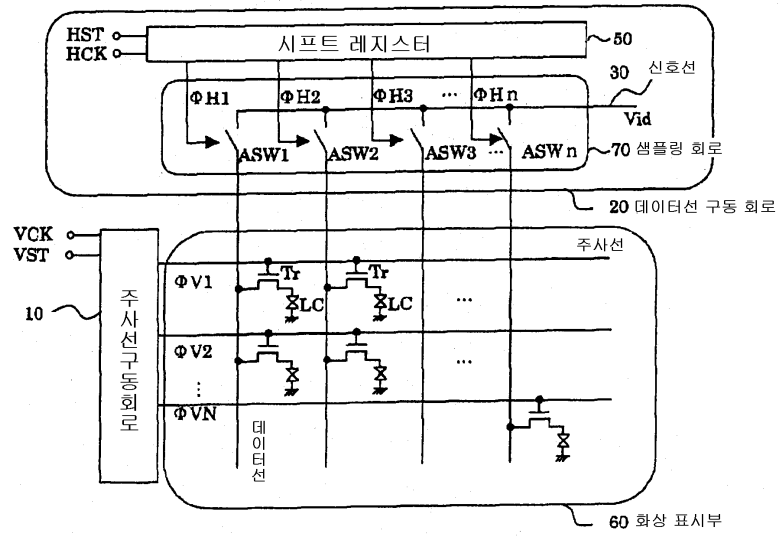 HST
HCK
시프트 레지스터
50
ΦH1
ΦH2
ΦH3
...
ΦHn
30
신호선
Vid
ASW1
ASW2
ASW3
...
ASWn
70 샘플링 회로
20 데이터선 구동 회로
VCK
VST
주사선
ΦV1
Tr
Tr
LC
LC
...
10
주사선구동회로
ΦV2
...
...
ΦVN
데이터선
60 화상 표시부